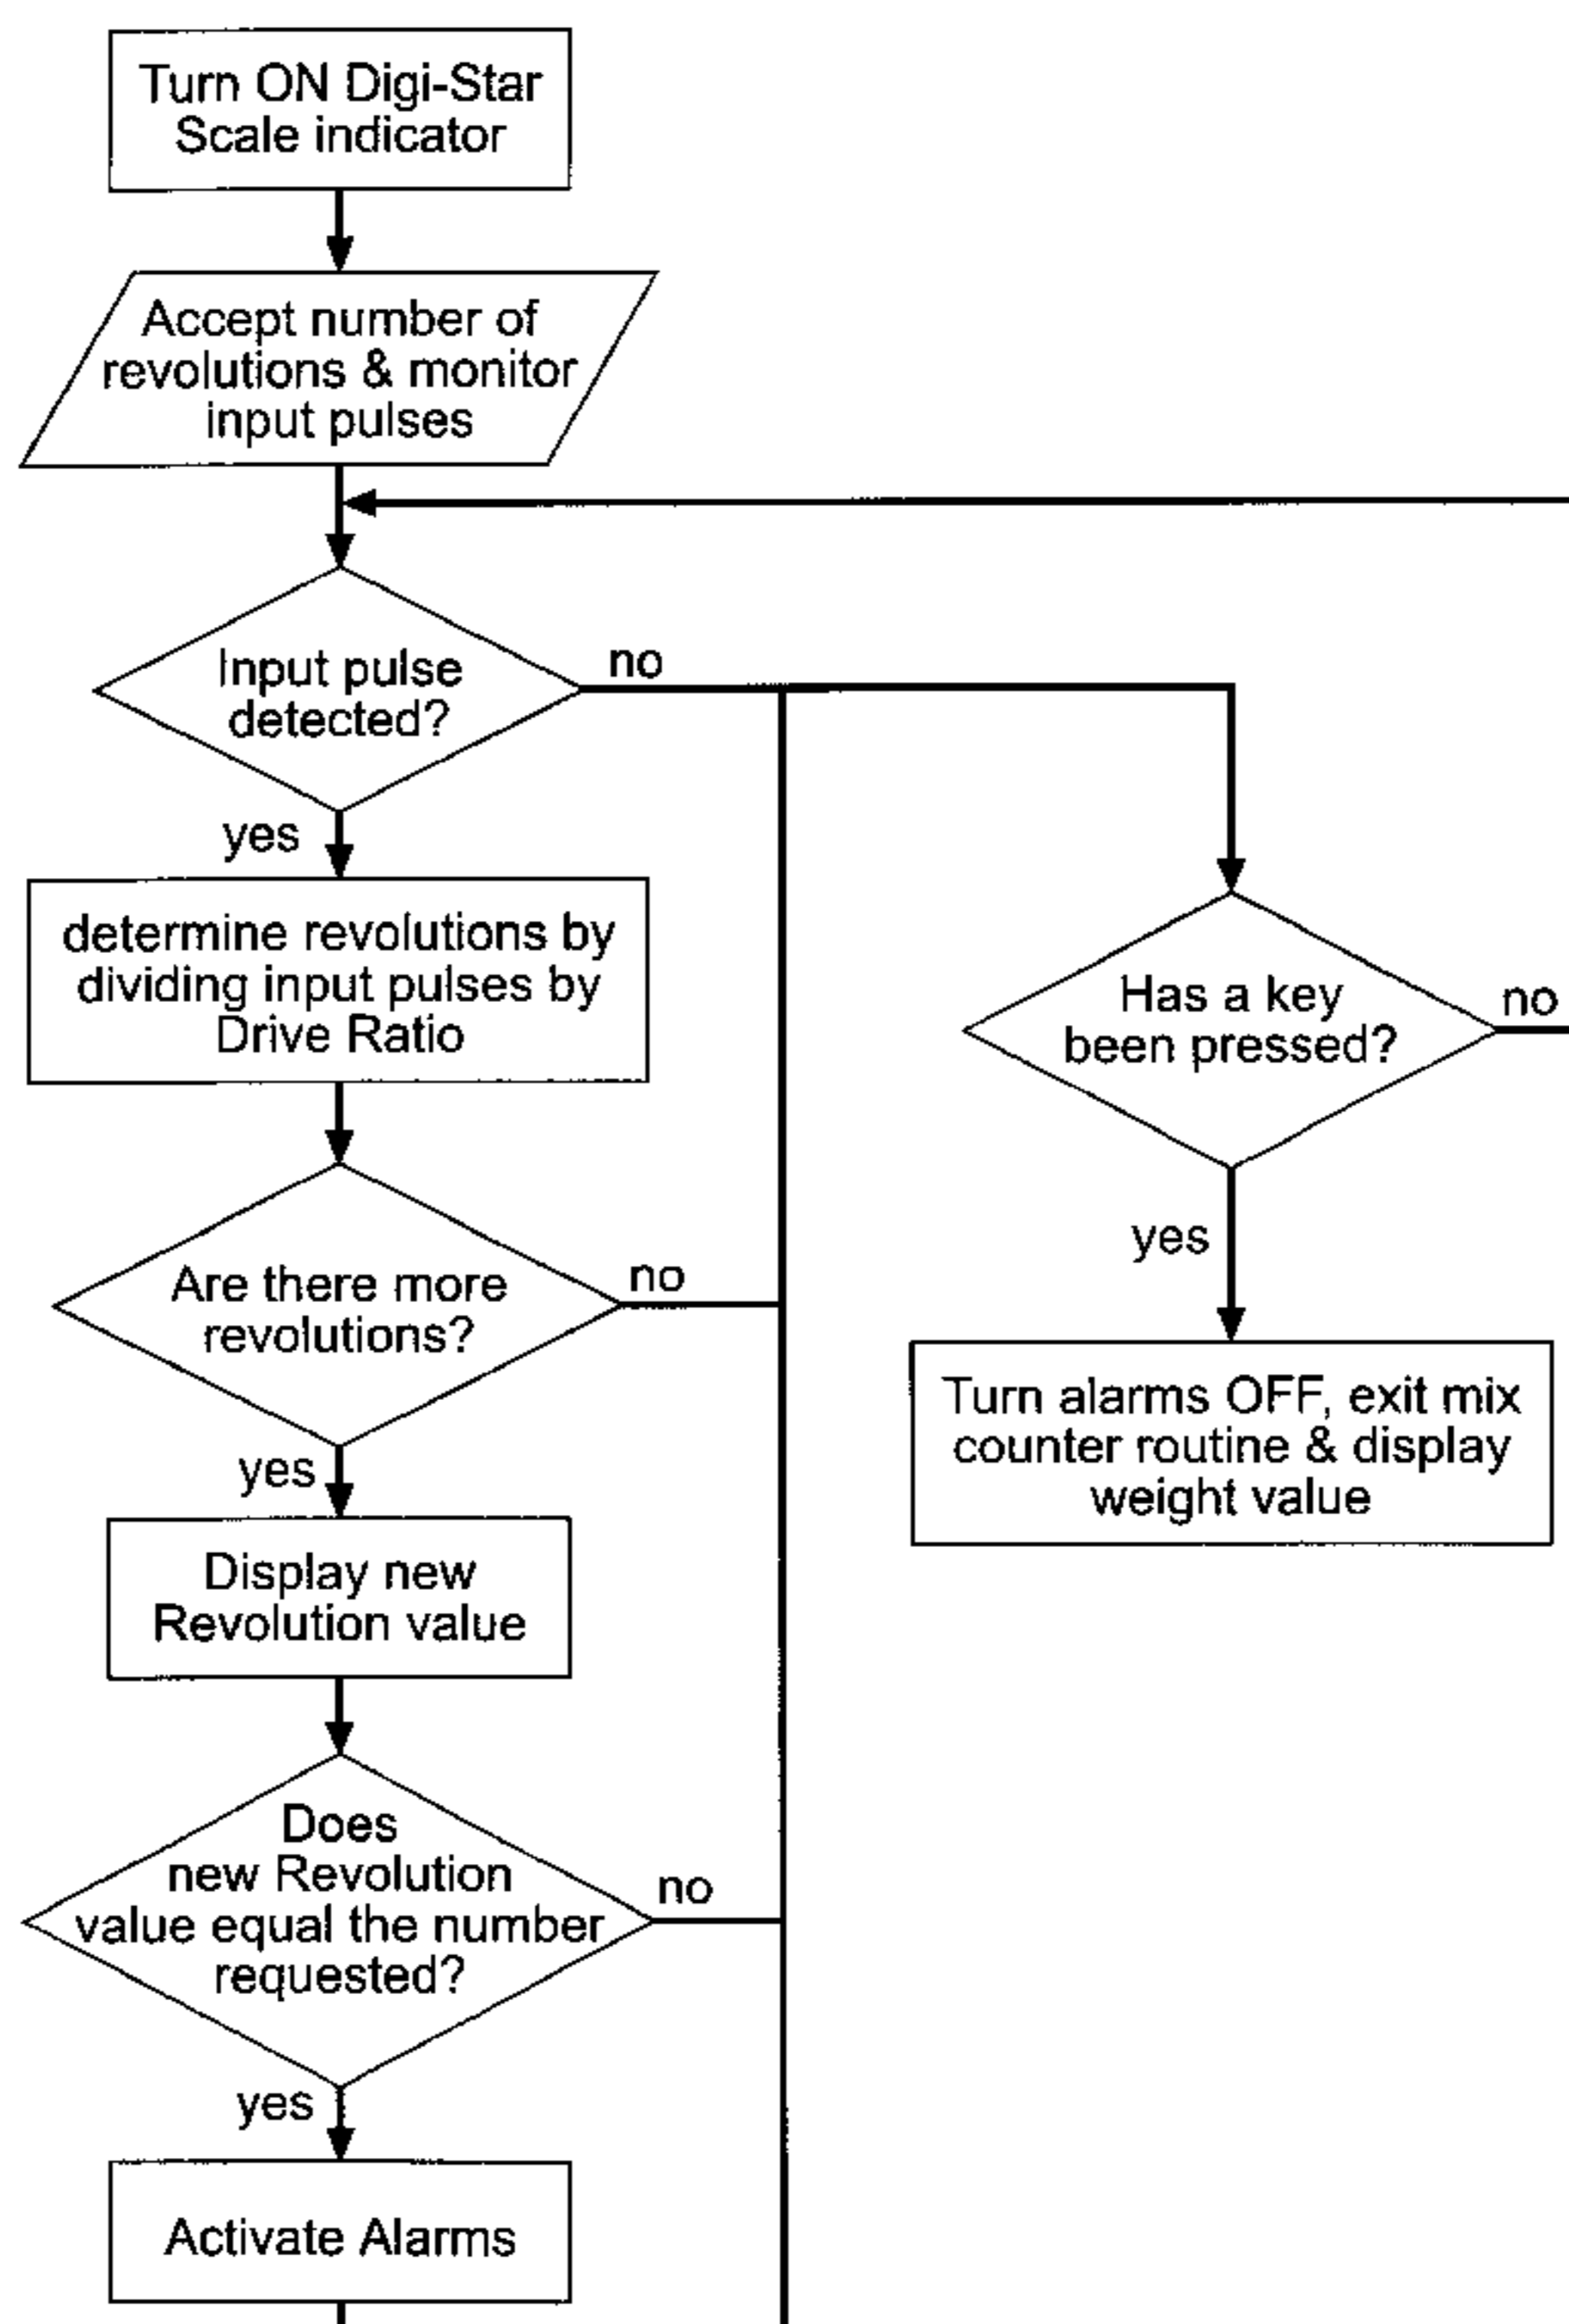 Turn ON Digi-Star
Scale indicator
Accept number of
revolutions & monitor
input pulses
Input pulse
detected?
no
yes
determine revolutions by
dividing input pulses by
Drive Ratio
Has a key
been pressed?
no
yes
Are there more
revolutions?
no
yes
Turn alarms OFF, exit mix
counter routine & display
weight value
Display new
Revolution value
Does
new Revolution
value equal the number
requested?
no
yes
Activate Alarms